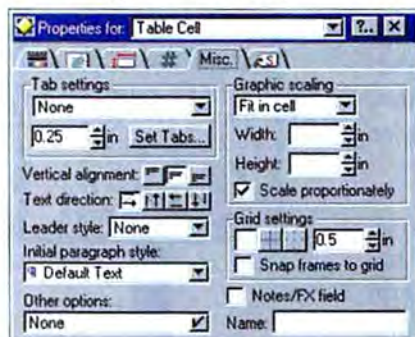 Properties for: Table Cell ?..
# Misc. <S>
Tab settings
None
0.25 in Set Tabs...
Vertical alignment:
Text direction:
Leader style: None
Initial paragraph style:
Default Text
Other options:
None
Graphic scaling
Fit in cell
Width: in
Height: in
Scale proportionately
Grid settings
0.5 in
Snap frames to grid
Notes/FX field
Name: